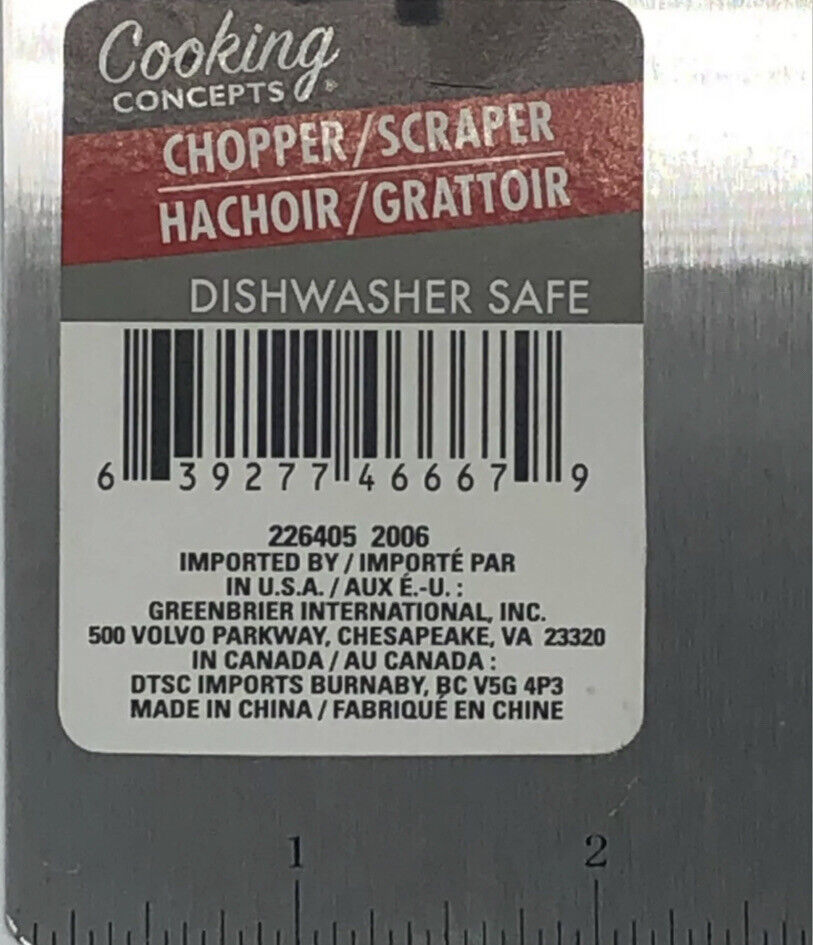 Cooking
CONCEPTS®
CHOPPER/SCRAPER
HACHOIR/GRATTOIR
DISHWASHER SAFE
6 39277 46667 9
226405 2006
IMPORTED BY / IMPORTÉ PAR
IN U.S.A. / AUX É.-U. :
GREENBRIER INTERNATIONAL, INC.
500 VOLVO PARKWAY, CHESAPEAKE, VA 23320
IN CANADA / AU CANADA :
DTSC IMPORTS BURNABY, BC V5G 4P3
MADE IN CHINA / FABRIQUÉ EN CHINE
1 2